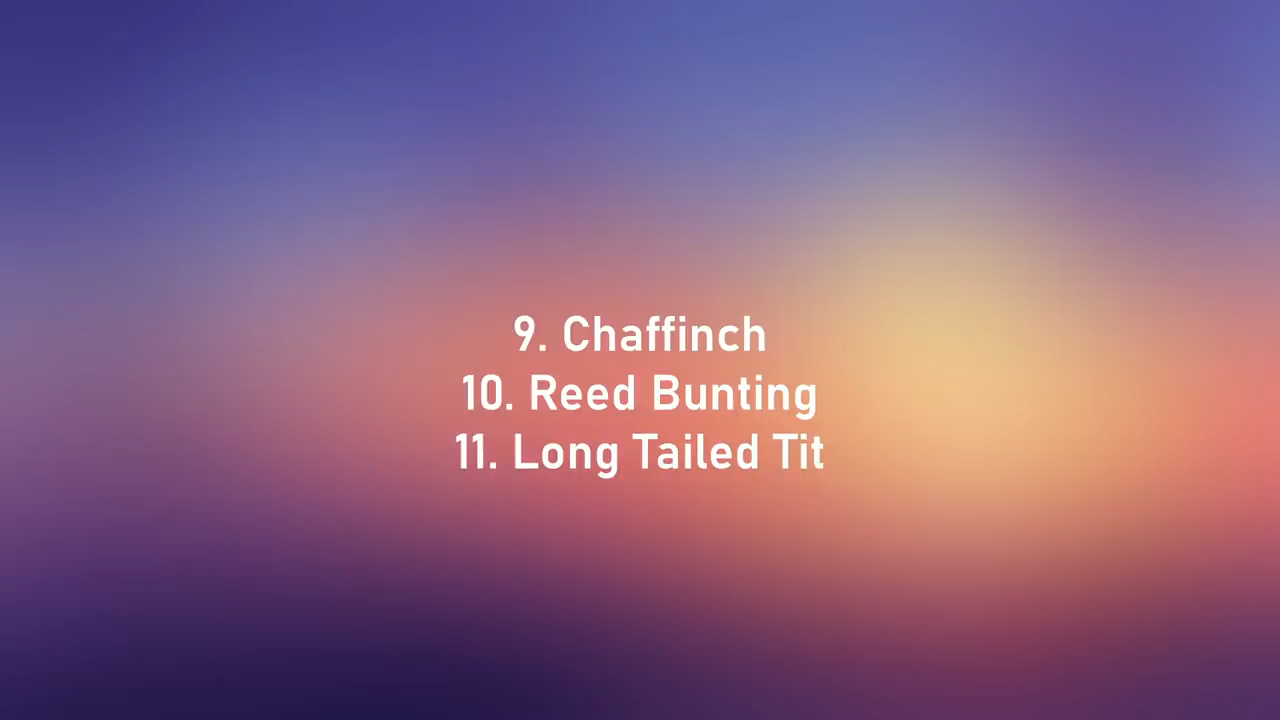 9. Chaffinch
10. Reed Bunting
11. Long Tailed Tit